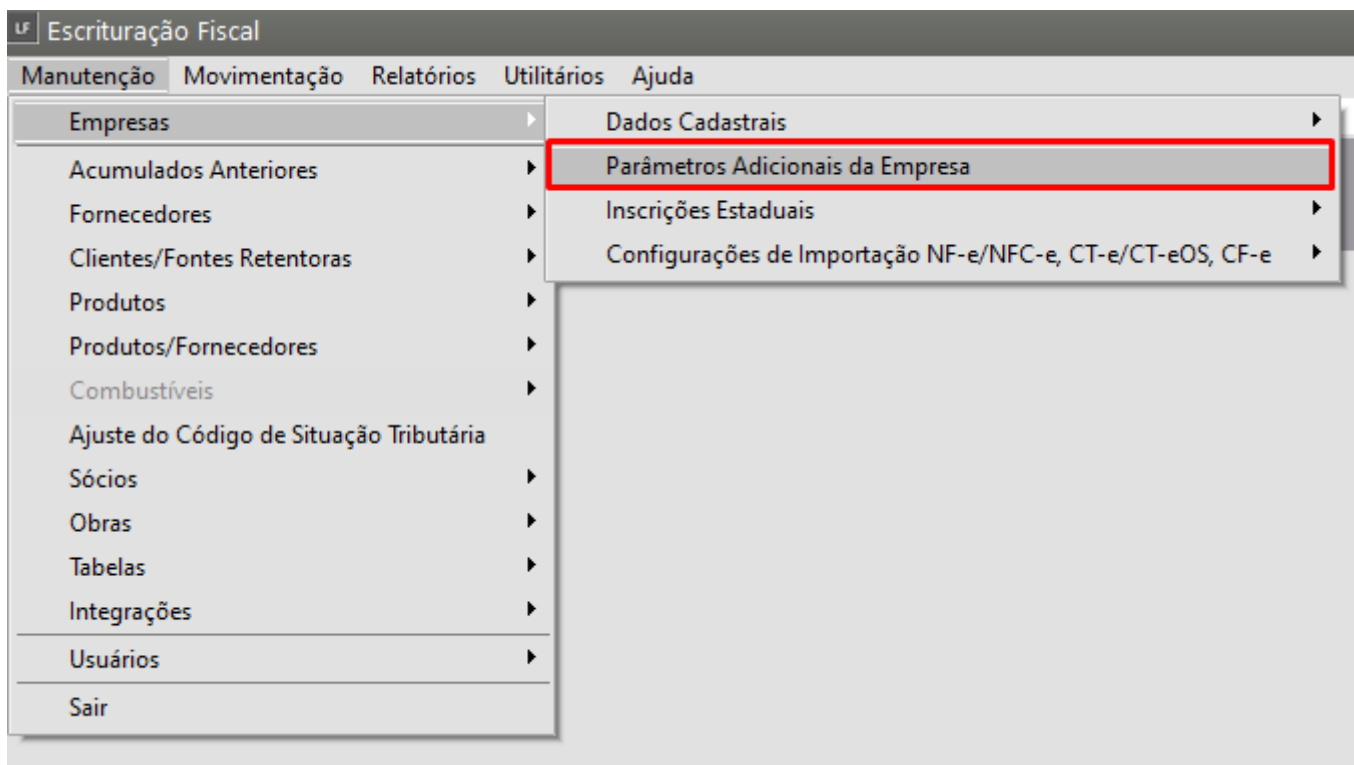 LF Escrituração Fiscal
Manutenção Movimentação Relatórios Utilitários Ajuda
Empresas
Acumulados Anteriores
Fornecedores
Clientes/Fontes Retentoras
Produtos
Produtos/Fornecedores
Combustíveis
Ajuste do Código de Situação Tributária
Sócios
Obras
Tabelas
Integrações
Usuários
Sair
Dados Cadastrais
Parâmetros Adicionais da Empresa
Inscrições Estaduais
Configurações de Importação NF-e/NFC-e, CT-e/CT-eOS, CF-e